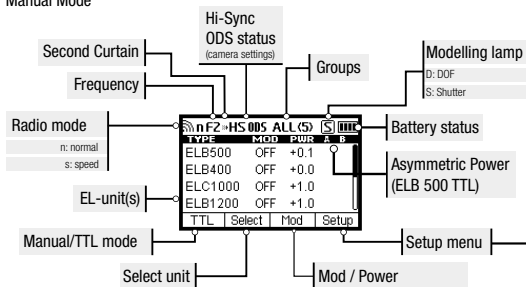 Manual Mode
Hi-Sync
ODS status
(camera settings)
Second Curtain
Frequency
Groups
Modelling lamp
D: DOF
S: Shutter
Radio mode
n: normal
s: speed
n F2 HS ODS ALL (5) S
TYPE MOD PWR A B
ELB500 OFF +0.1
ELB400 OFF +0.0
ELC1000 OFF +1.0
ELB1200 OFF +1.0
TTL Select Mod Setup
Battery status
Asymmetric Power
(ELB 500 TTL)
EL-unit(s)
Manual/TTL mode
Select unit
Mod / Power
Setup menu